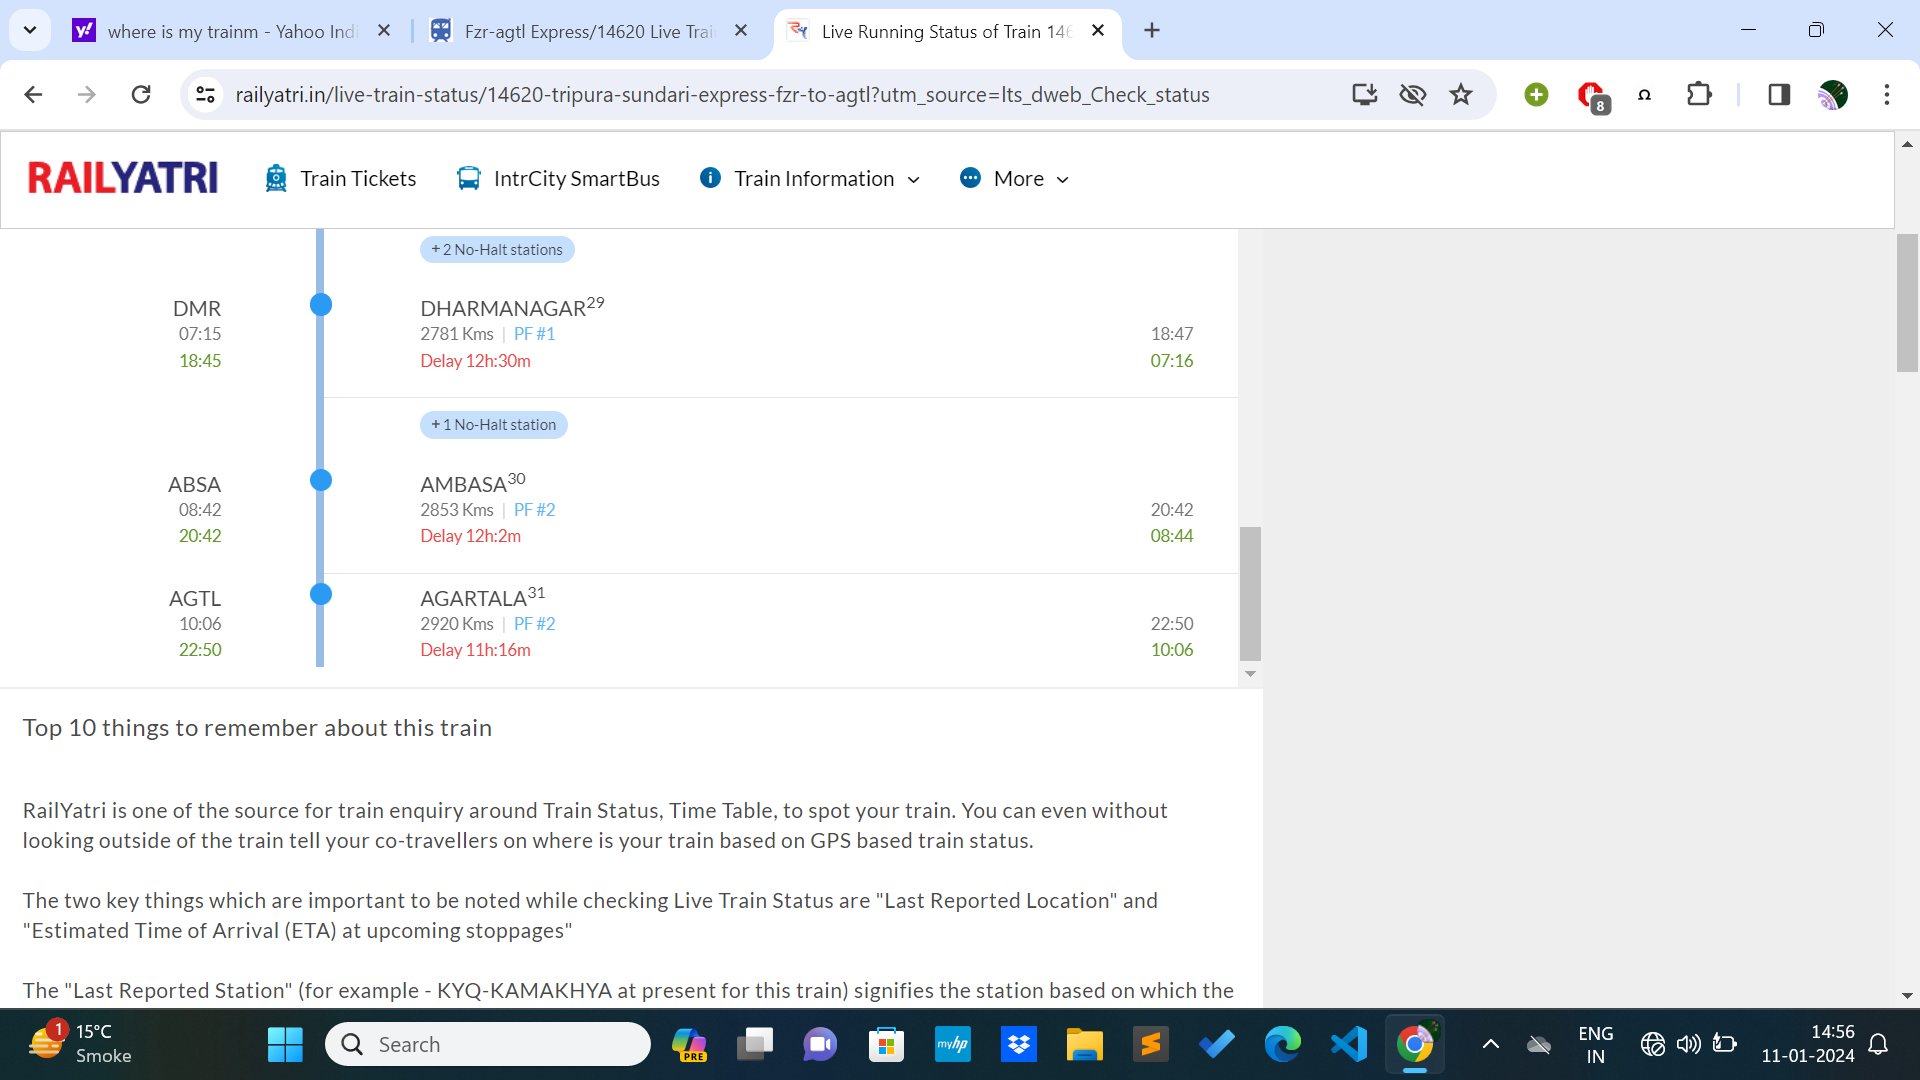 where is my trainm - Yahoo Indi
Fzr-agtl Express/14620 Live Trai
Live Running Status of Train 146
railyatri.in/live-train-status/14620-tripura-sundari-express-fzr-to-agtl?utm_source=lts_dweb_Check_status
8
RAILYATRI
Train Tickets
IntrCity SmartBus
Train Information
More
+ 2 No-Halt stations
DMR
07:15
18:45
DHARMANAGAR29
2781 Kms | PF #1
Delay 12h:30m
18:47
07:16
+ 1 No-Halt station
ABSA
08:42
20:42
AMBASA30
2853 Kms | PF #2
Delay 12h:2m
20:42
08:44
AGTL
10:06
22:50
AGARTALA31
2920 Kms | PF #2
Delay 11h:16m
22:50
10:06
Top 10 things to remember about this train
RailYatri is one of the source for train enquiry around Train Status, Time Table, to spot your train. You can even without
looking outside of the train tell your co-travellers on where is your train based on GPS based train status.
The two key things which are important to be noted while checking Live Train Status are "Last Reported Location" and
"Estimated Time of Arrival (ETA) at upcoming stoppages"
The "Last Reported Station" (for example - KYQ-KAMAKHYA at present for this train) signifies the station based on which the
1
15°C
Smoke
Search
PRE
myhp
ENG
IN
14:56
11-01-2024